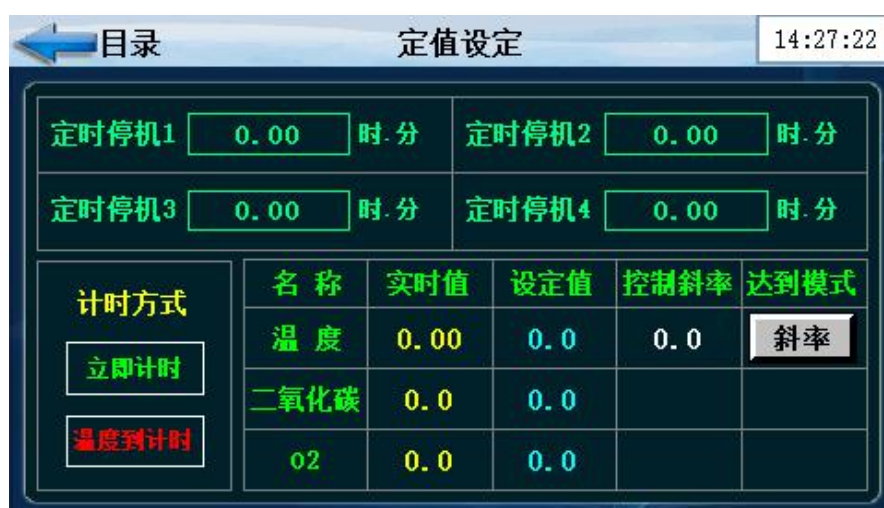 目录 定值设定 14:27:22
定时停机1 0.00 时.分 定时停机2 0.00 时.分
定时停机3 0.00 时.分 定时停机4 0.00 时.分
计时方式
立即计时
温度到计时
名 称 实时值 设定值 控制斜率 达到模式
温 度 0.00 0.0 0.0 斜率
二氧化碳 0.0 0.0
o2 0.0 0.0